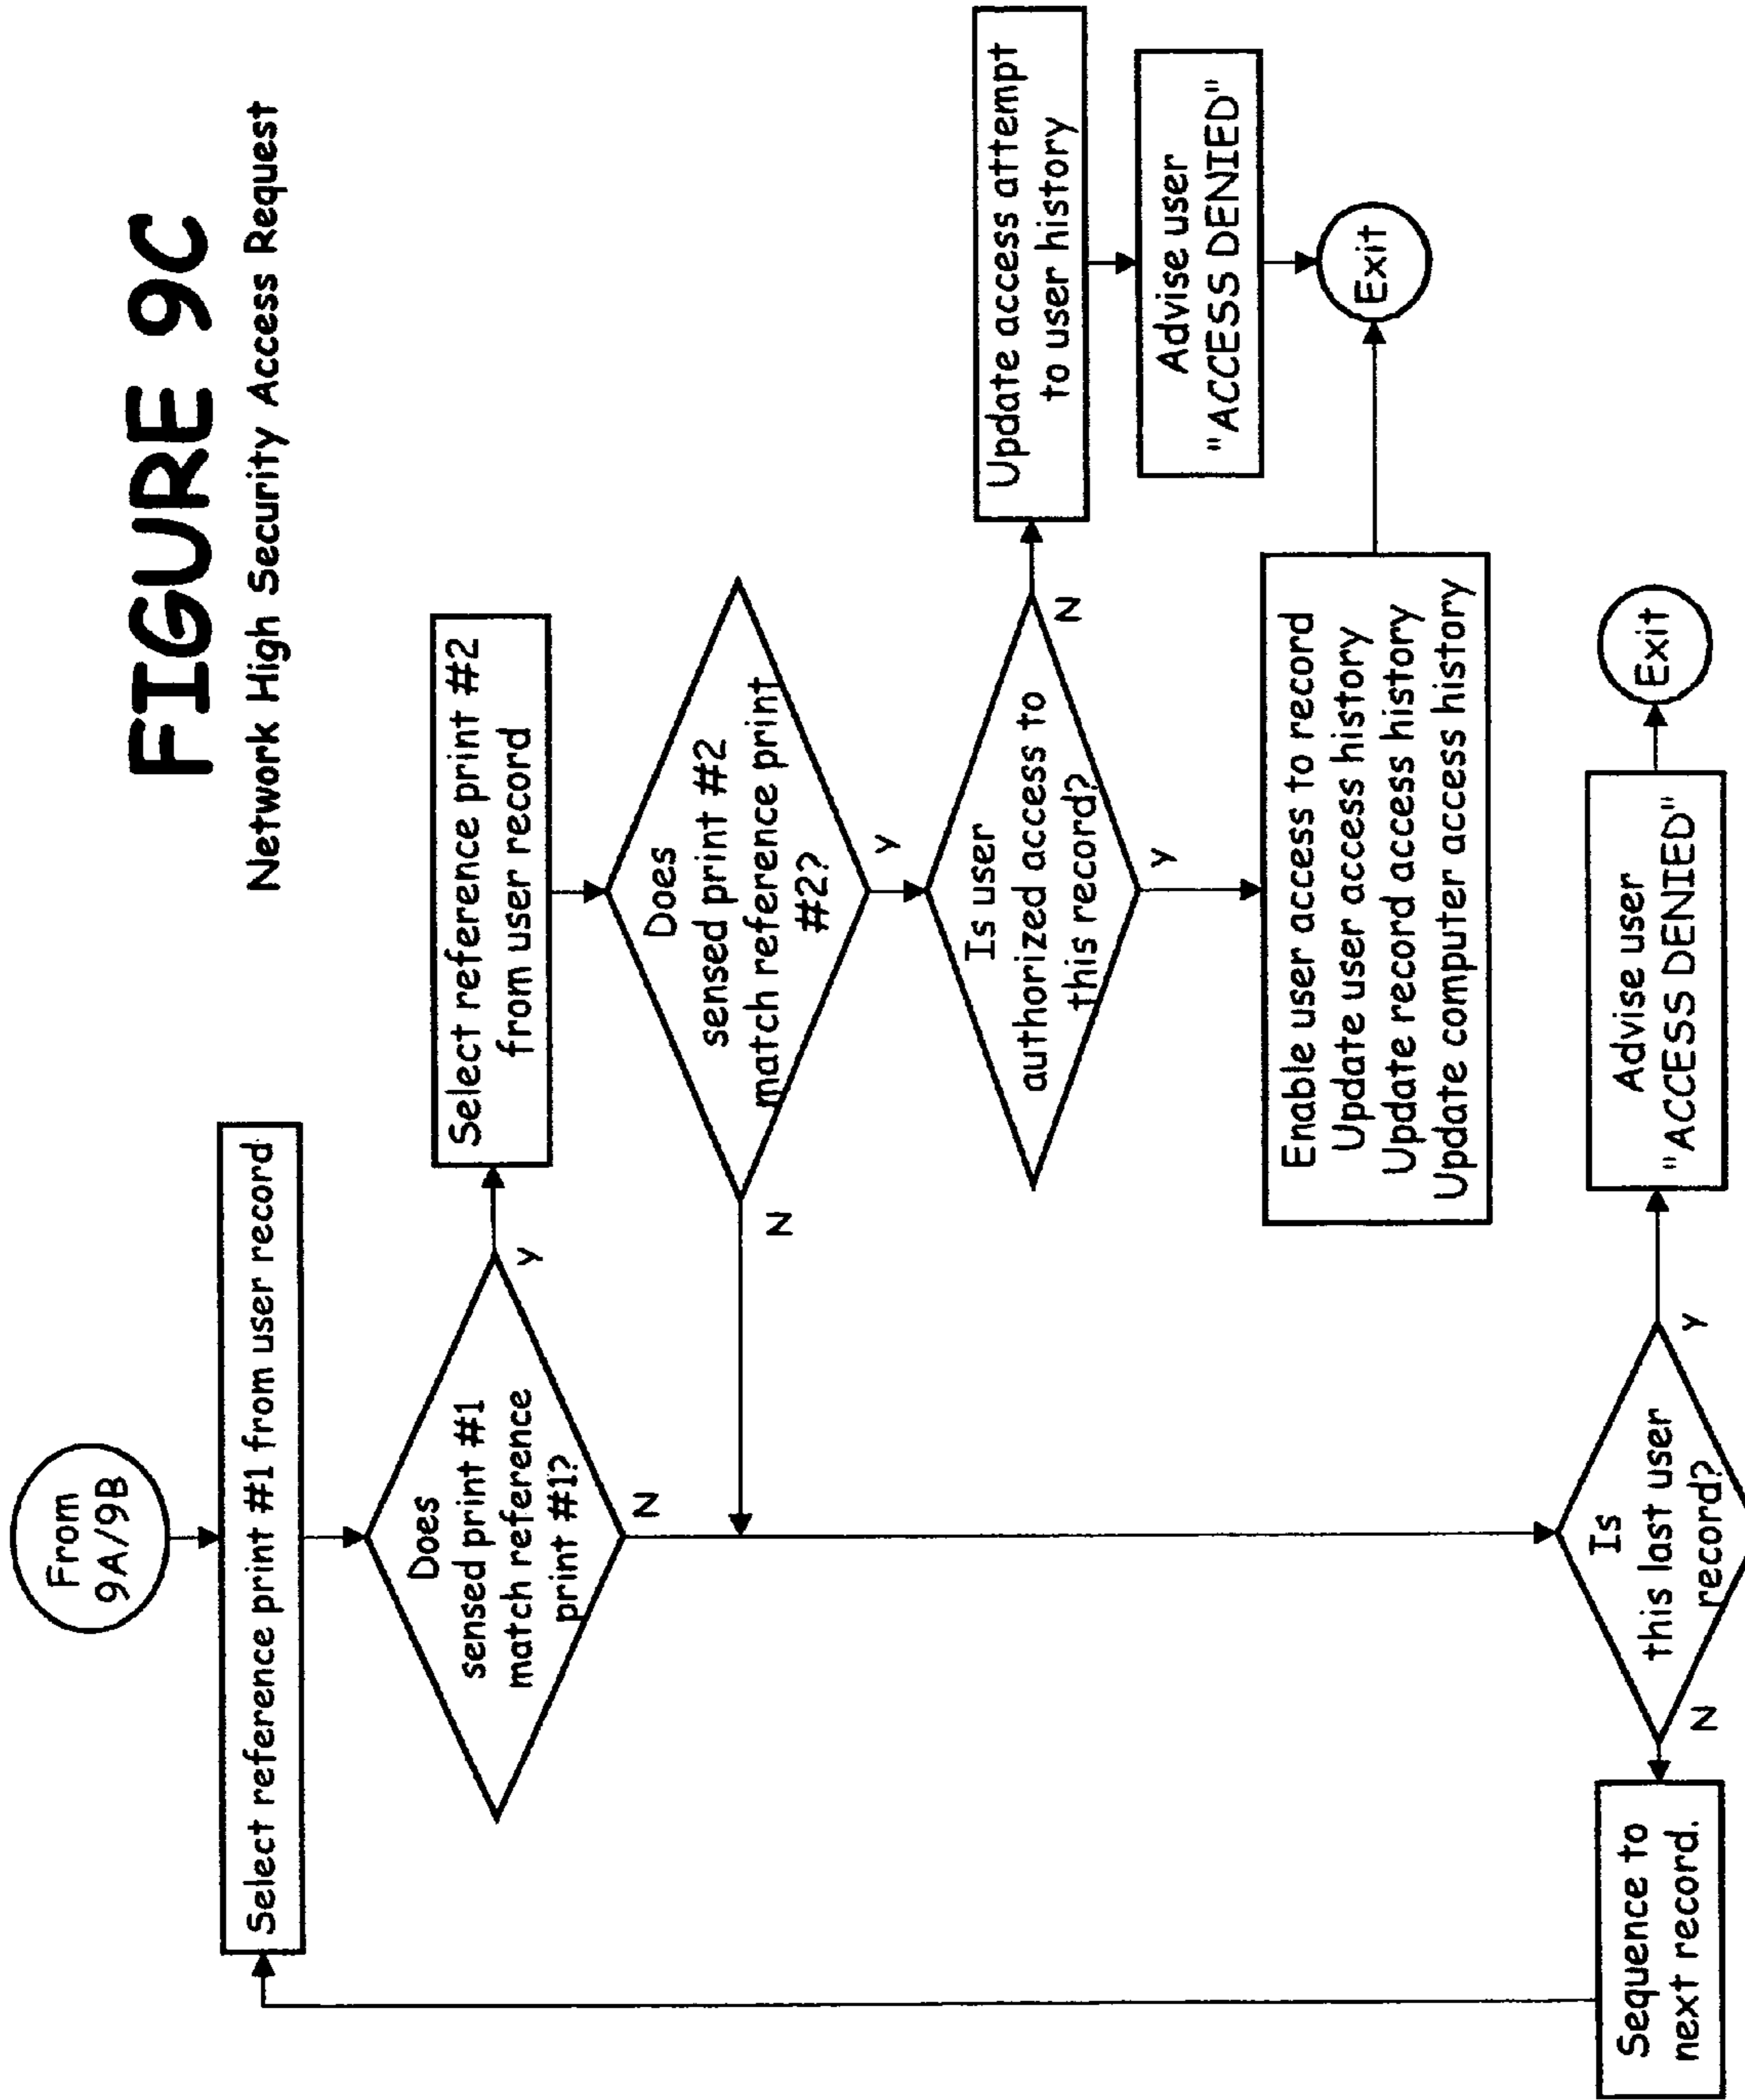 FIGURE 9C
Network High Security Access Request
From
9A/9B
Select reference print #1 from user record
Does
sensed print #1
match reference
print #1?
Y
N
Select reference print #2
from user record
Does
sensed print #2
match reference print
#2?
N
Y
Is user
authorized access to
this record?
N
Y
Update access attempt
to user history
Advise user
"ACCESS DENIED"
Exit
Enable user access to record
Update user access history
Update record access history
Update computer access history
Is
this last user
record?
N
Y
Sequence to
next record.
Advise user
"ACCESS DENIED"
Exit